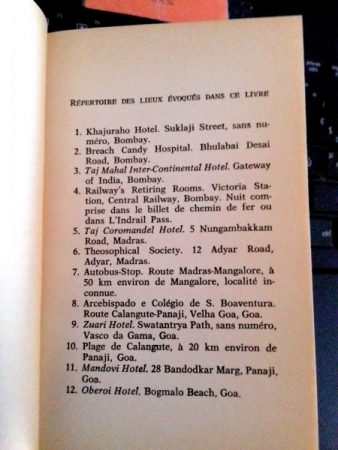 RÉPERTOIRE DES LIEUX ÉVOQUÉS DANS CE LIVRE
1. Khajuraho Hotel. Suklaji Street, sans nu-
méro, Bombay.
2. Breach Candy Hospital. Bhulabai Desai
Road, Bombay.
3. Taj Mahal Inter-Continental Hotel. Gateway
of India, Bombay.
4. Railway's Retiring Rooms. Victoria Sta-
tion, Central Railway, Bombay. Nuit com-
prise dans le billet de chemin de fer ou
dans L'Indrail Pass.
5. Taj Coromandel Hotel. 5 Nungambakkam
Road, Madras.
6. Theosophical Society. 12 Adyar Road,
Adyar, Madras.
7. Autobus-Stop. Route Madras-Mangalore, à
50 km environ de Mangalore, localité in-
connue.
8. Arcebispado e Colégio de S. Boaventura.
Route Calangute-Panaji, Velha Goa, Goa.
9. Zuari Hotel. Swatantrya Path, sans numéro,
Vasco da Gama, Goa.
10. Plage de Calangute, à 20 km environ de
Panaji, Goa.
11. Mandovi Hotel. 28 Bandodkar Marg, Panaji,
Goa.
12. Oberoi Hotel. Bogmalo Beach, Goa.